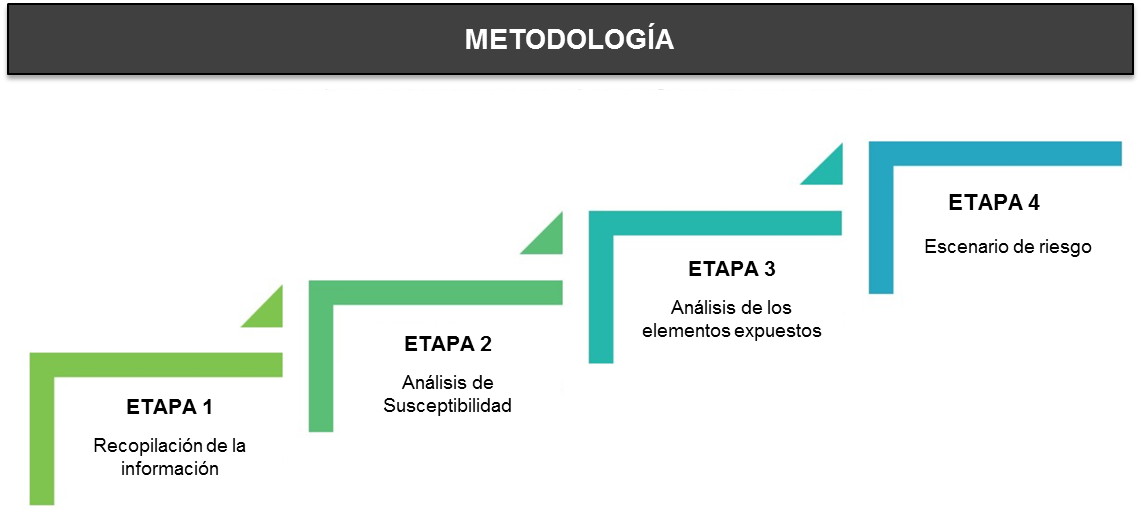 METODOLOGÍA
ETAPA 1
Recopilación de la
información
ETAPA 2
Análisis de
Susceptibilidad
ETAPA 3
Análisis de los
elementos expuestos
ETAPA 4
Escenario de riesgo